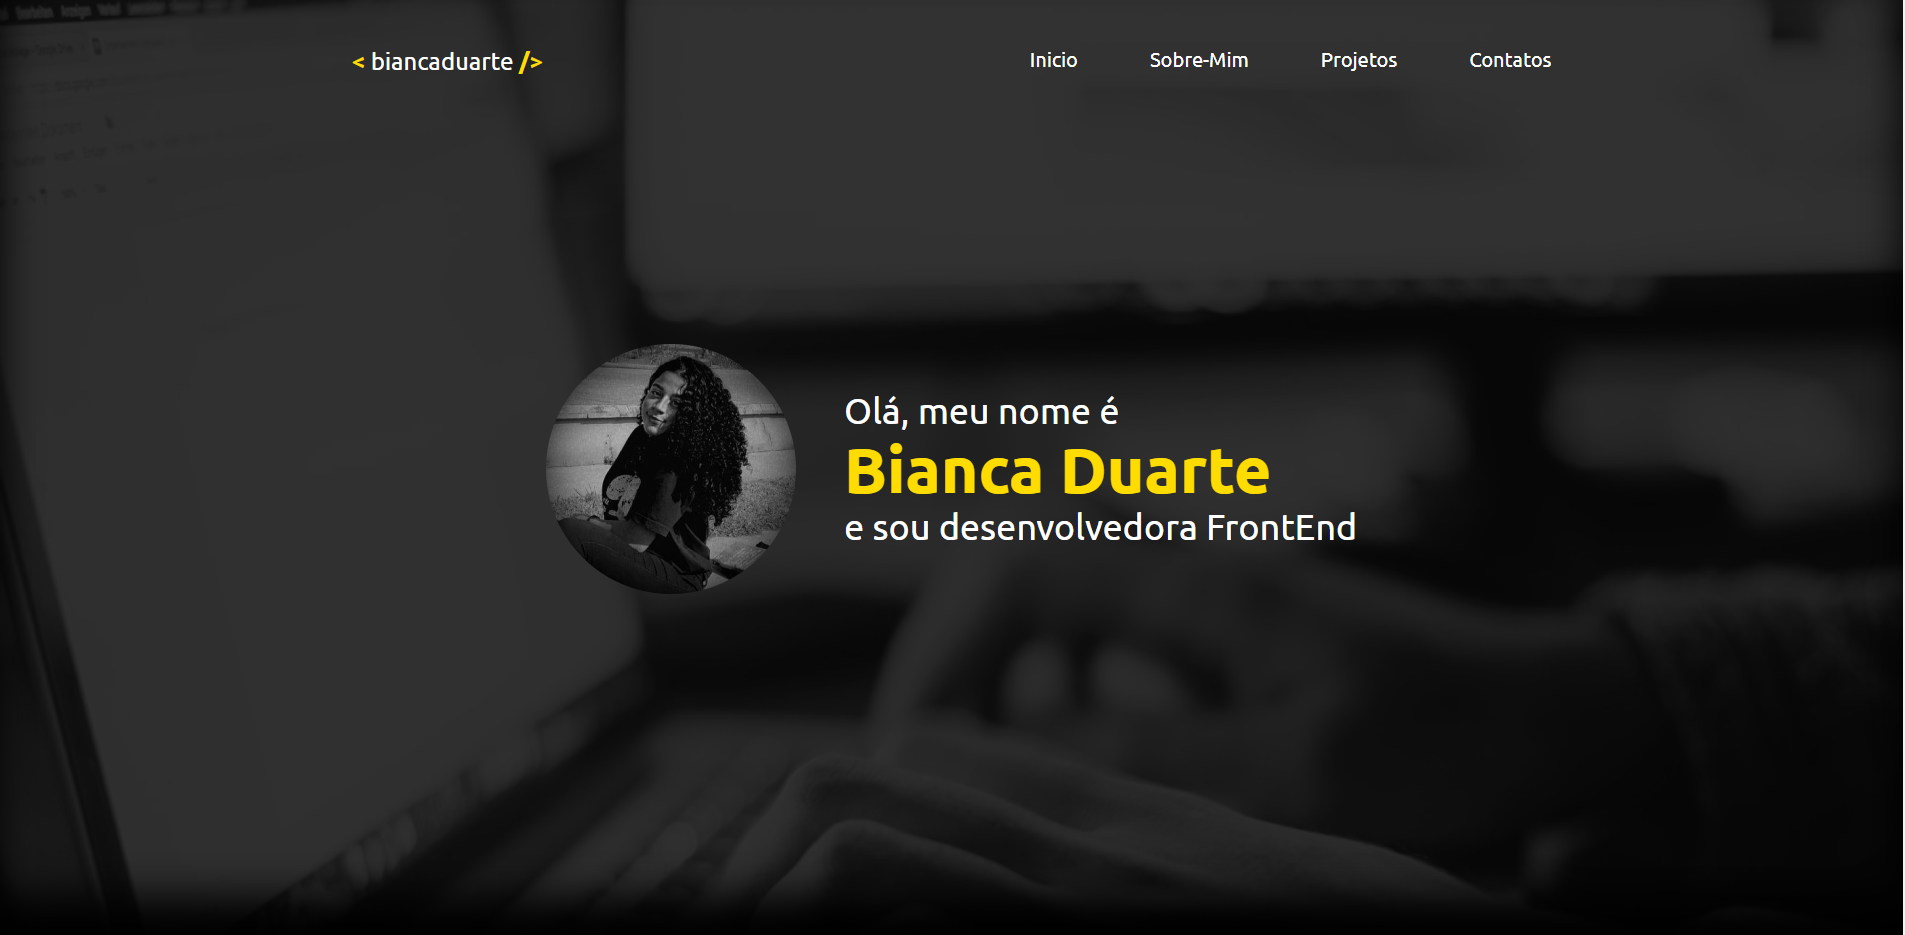 < biancaduarte />
Inicio Sobre-Mim Projetos Contatos
Olá, meu nome é
Bianca Duarte
e sou desenvolvedora FrontEnd